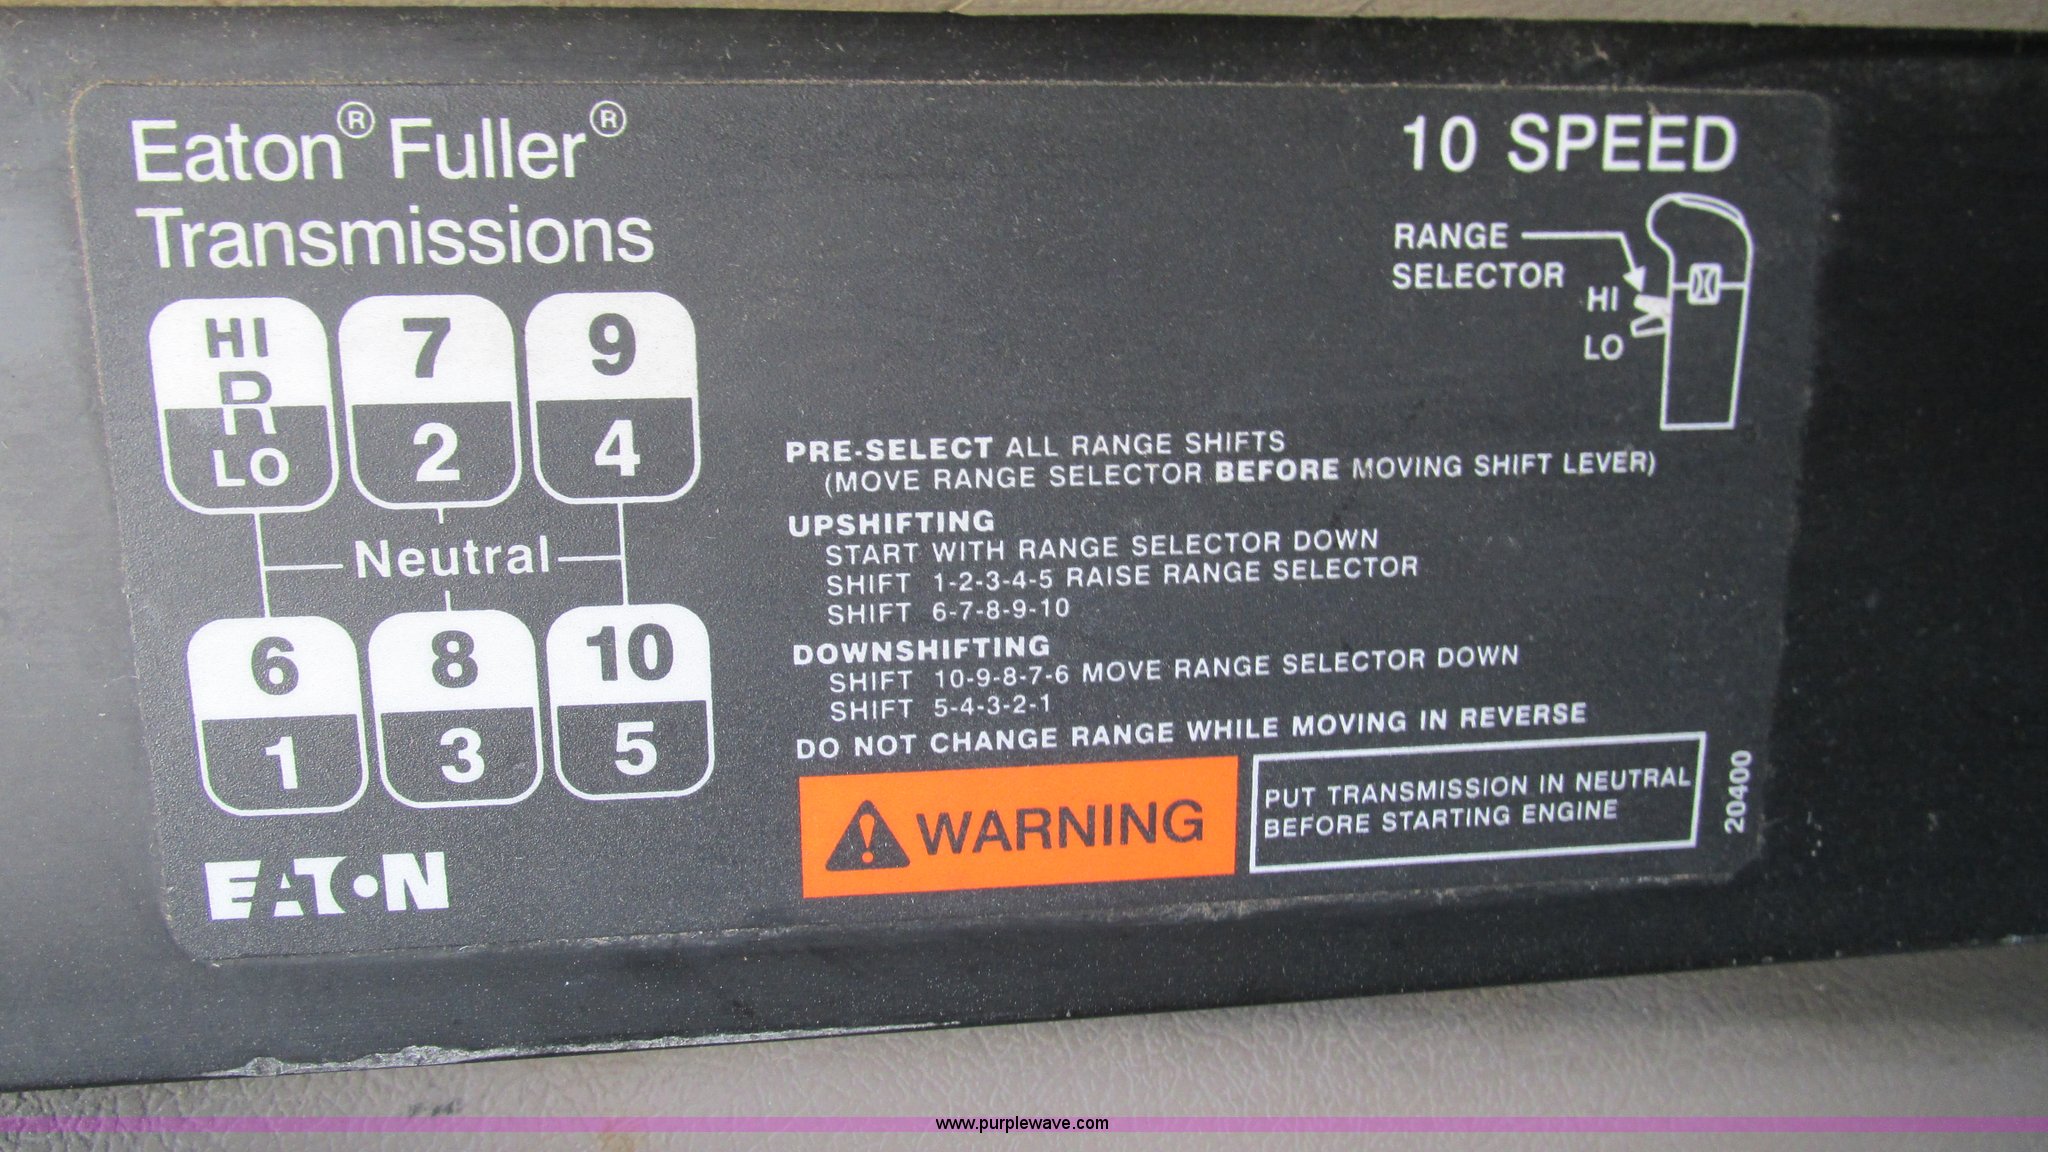 Eaton® Fuller®
Transmissions
HI
R
LO
7
2
9
4
Neutral
6
1
8
3
10
5
EATON
10 SPEED
RANGE
SELECTOR
HI
LO
PRE-SELECT ALL RANGE SHIFTS
(MOVE RANGE SELECTOR BEFORE MOVING SHIFT LEVER)
UPSHIFTING
START WITH RANGE SELECTOR DOWN
SHIFT 1-2-3-4-5 RAISE RANGE SELECTOR
SHIFT 6-7-8-9-10
DOWNSHIFTING
SHIFT 10-9-8-7-6 MOVE RANGE SELECTOR DOWN
SHIFT 5-4-3-2-1
DO NOT CHANGE RANGE WHILE MOVING IN REVERSE
WARNING
PUT TRANSMISSION IN NEUTRAL
BEFORE STARTING ENGINE
20400
www.purplewave.com